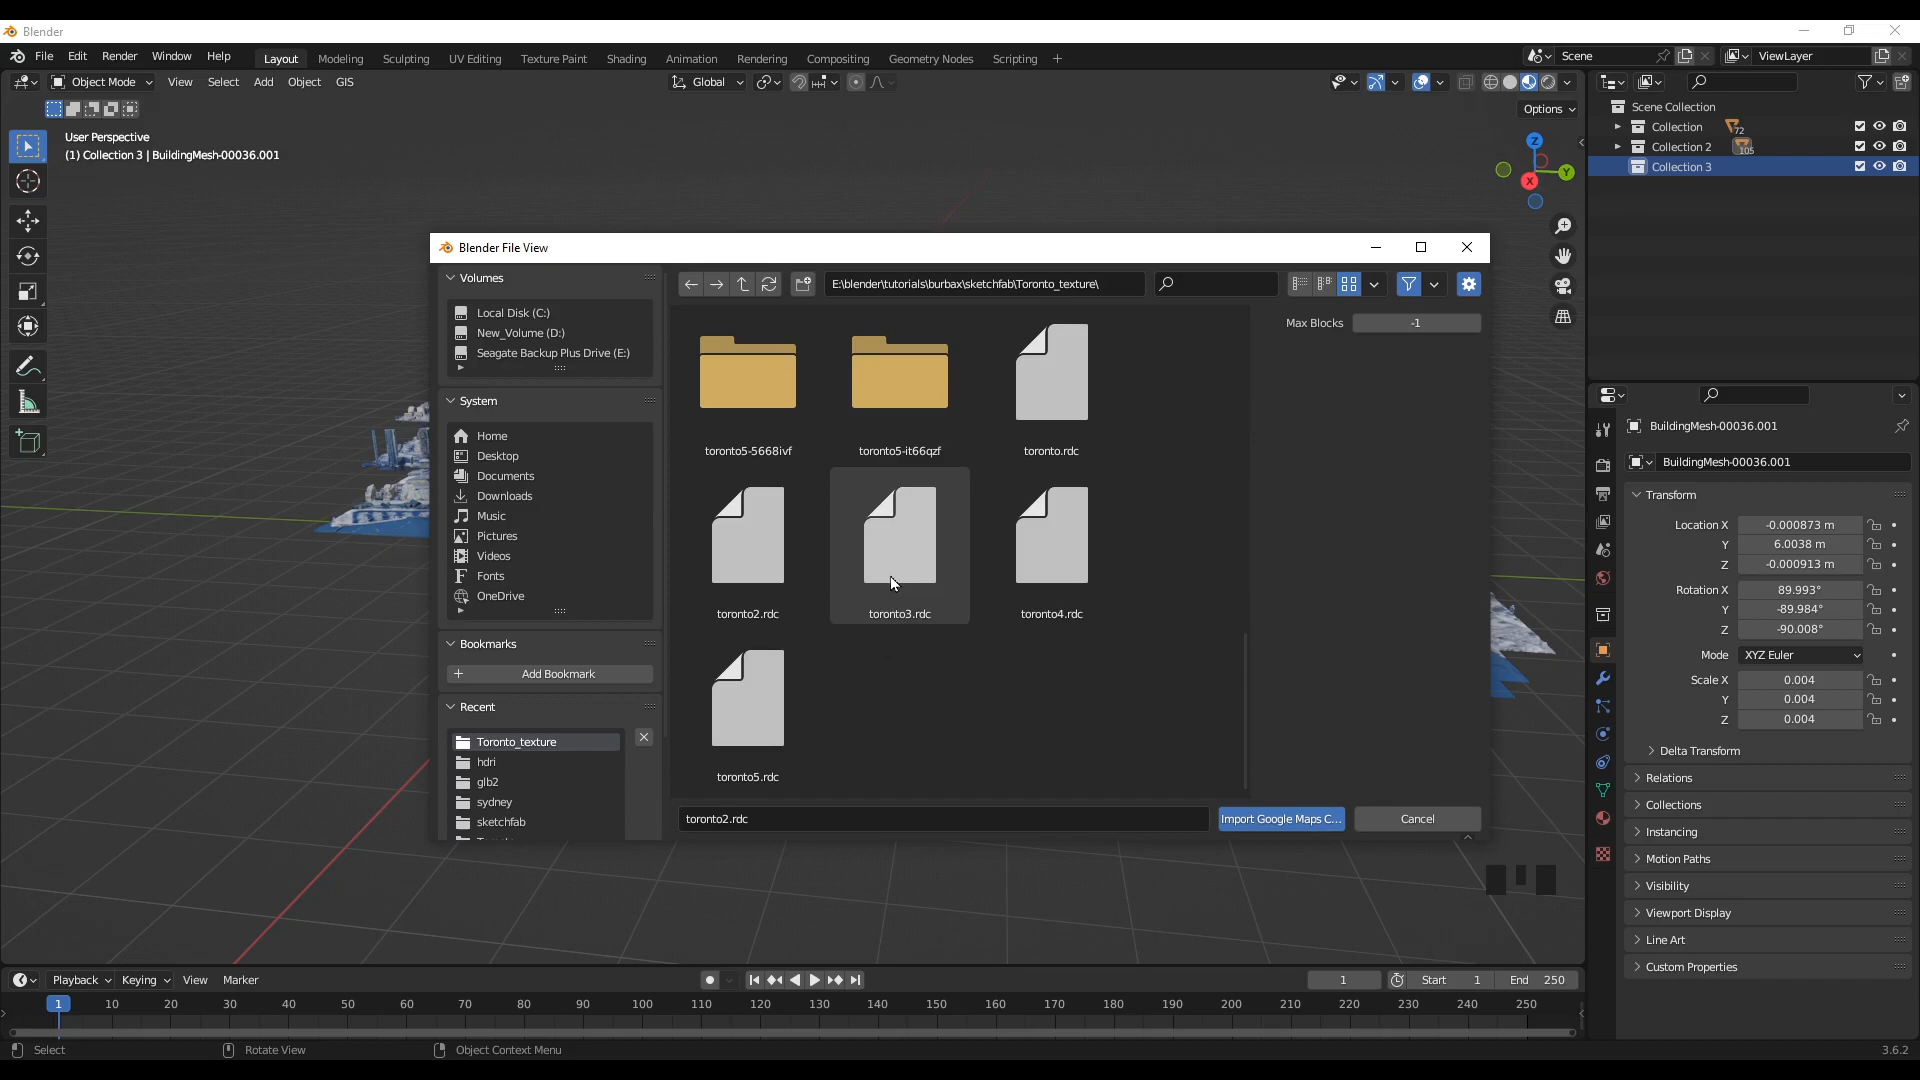 Blender
File Edit Render Window Help Layout Modeling Sculpting UV Editing Texture Paint Shading Animation Rendering Compositing Geometry Nodes Scripting + Scene ViewLayer
Object Mode View Select Add Object GIS Global
Options
User Perspective
(1) Collection 3 | BuildingMesh-00036.001
Z
Y
X
Scene Collection
Collection 72
Collection 2 105
Collection 3
Blender File View
Volumes
Local Disk (C:)
New_Volume (D:)
Seagate Backup Plus Drive (E:)
System
Home
Desktop
Documents
Downloads
Music
Pictures
Videos
Fonts
OneDrive
Bookmarks
+ Add Bookmark
Recent
Toronto_texture
hdri
glb2
sydney
sketchfab
E:\blender\tutorials\burbax\sketchfab\Toronto_texture\
Max Blocks -1
toronto5-5668ivf toronto5-it66qzf toronto.rdc
toronto2.rdc toronto3.rdc toronto4.rdc
toronto5.rdc
toronto2.rdc Import Google Maps C... Cancel
BuildingMesh-00036.001
BuildingMesh-00036.001
Transform
Location X -0.000873 m
Y 6.0038 m
Z -0.000913 m
Rotation X 89.993°
Y -89.984°
Z -90.008°
Mode XYZ Euler
Scale X 0.004
Y 0.004
Z 0.004
Delta Transform
Relations
Collections
Instancing
Motion Paths
Visibility
Viewport Display
Line Art
Custom Properties
Playback Keying View Marker 1 Start 1 End 250
1 10 20 30 40 50 60 70 80 90 100 110 120 130 140 150 160 170 180 190 200 210 220 230 240 250
Select Rotate View Object Context Menu 3.6.2